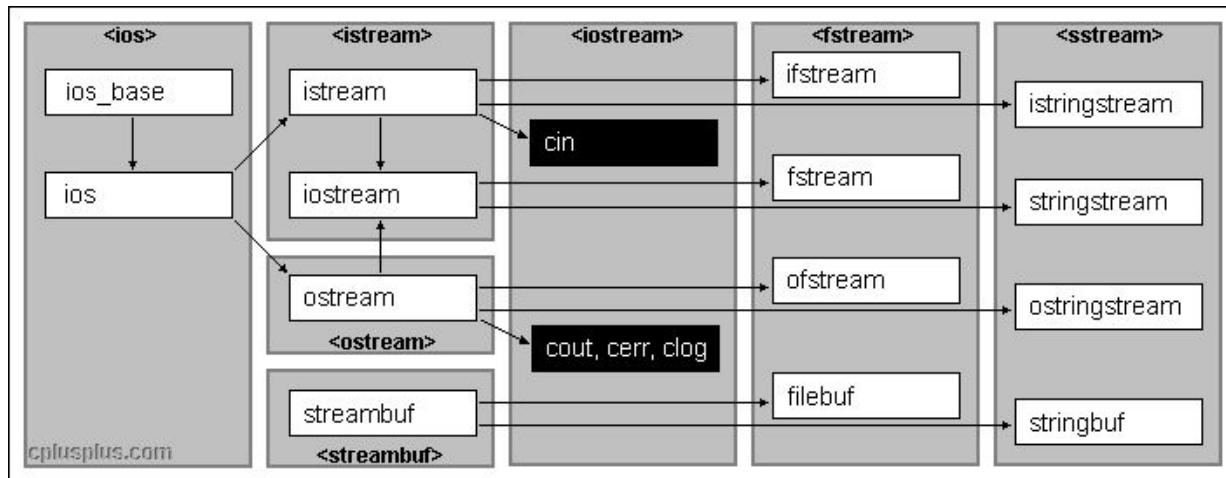 <ios>
ios_base
ios
cplusplus.com
<istream>
istream
iostream
ostream
<ostream>
streambuf
<streambuf>
<iostream>
cin
cout, cerr, clog
<fstream>
ifstream
fstream
ofstream
filebuf
<sstream>
istringstream
stringstream
ostringstream
stringbuf